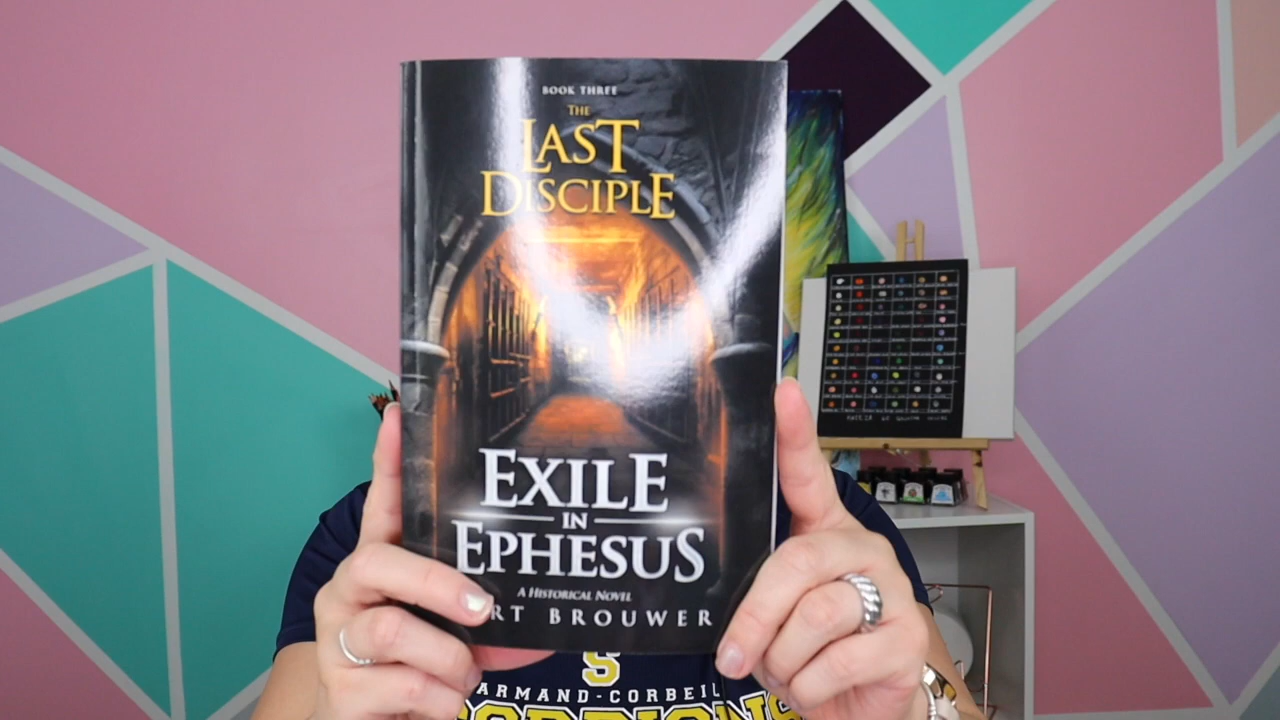 BOOK THREE
THE
LAST
DISCIPLE
EXILE
IN
EPHESUS
A HISTORICAL NOVEL
RT BROUWER
S
ARMAND-CORBEIL